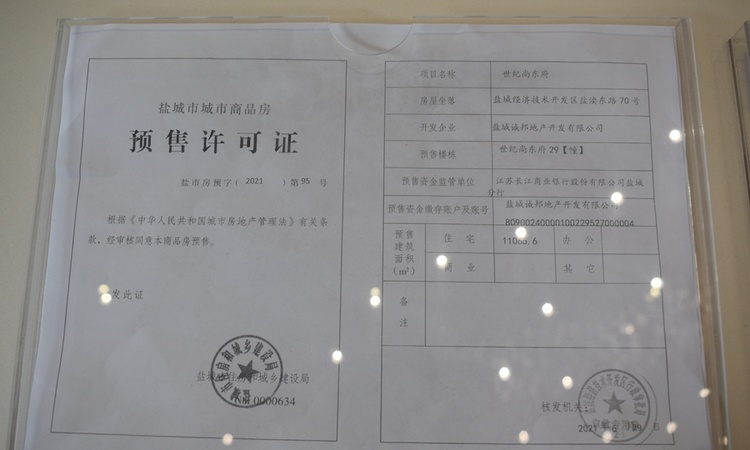 盐城市城市商品房
预售许可证
盐市房预字(2021)第95号
根据《中华人民共和国城市房地产管理法》有关条
款，经审核同意本商品房预售。
发此证
盐城市住房和城乡建设局
0000634
项目名称 世纪尚东府
房屋坐落 盐城经济技术开发区盐渎东路70号
开发企业 盐城诚邦地产开发有限公司
预售楼栋 世纪尚东府29【幢】
预售资金监管单位 江苏长江商业银行股份有限公司盐城
分行
预售资金缴存账户及账号 盐城诚邦地产开发有限公司
80900240000100229527000004
预售
建筑
面积
(m²)
住宅 11065.6 办公
商业 其它
备
注
核发机关:
2021 6 29